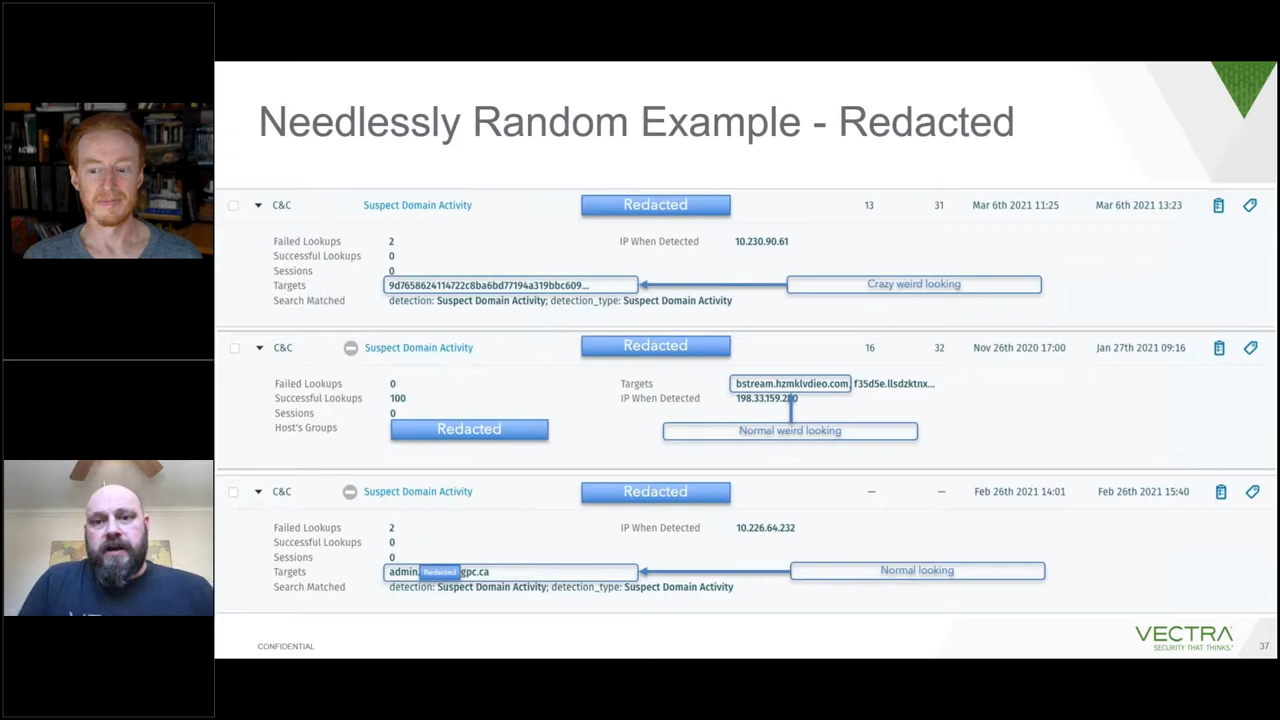 Needlessly Random Example - Redacted
C&C Suspect Domain Activity Redacted 13 31 Mar 6th 2021 11:25 Mar 6th 2021 13:23
Failed Lookups 2 IP When Detected 10.230.90.61
Successful Lookups 0
Sessions 0
Targets 9d7658624114722c8ba6bd77194a319bbc609... Crazy weird looking
Search Matched detection: Suspect Domain Activity; detection_type: Suspect Domain Activity
C&C Suspect Domain Activity Redacted 16 32 Nov 26th 2020 17:00 Jan 27th 2021 09:16
Failed Lookups 0 Targets bstream.hzmklvdieo.com, f35d5e.llsdzktnx...
Successful Lookups 100 IP When Detected
Sessions 0
Host's Groups Redacted Normal weird looking
C&C Suspect Domain Activity Redacted – – Feb 26th 2021 14:01 Feb 26th 2021 15:40
Failed Lookups 2 IP When Detected 10.226.64.232
Successful Lookups 0
Sessions 0
Targets admin. Redacted gpc.ca Normal looking
Search Matched detection: Suspect Domain Activity; detection_type: Suspect Domain Activity
CONFIDENTIAL
VECTRA
SECURITY THAT THINKS.
37